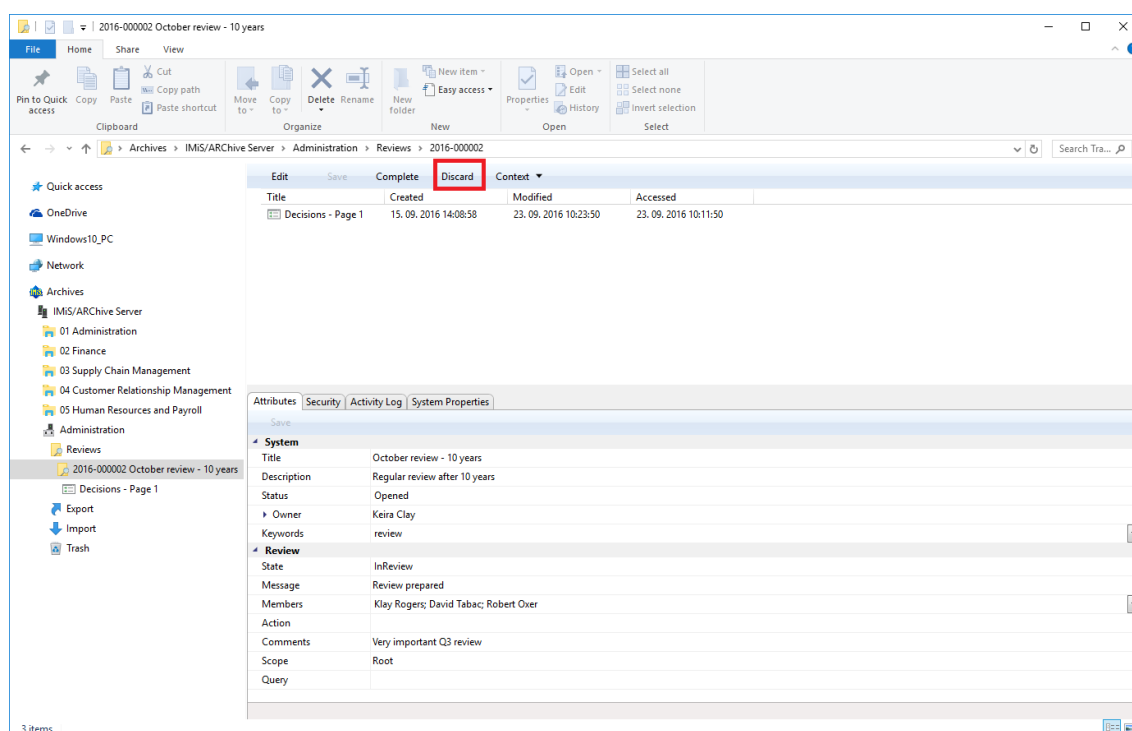 2016-000002 October review - 10 years
File Home Share View
Pin to Quick access
Copy
Paste
Cut
Copy path
Paste shortcut
Move to
Copy to
Delete
Rename
New folder
New item
Easy access
Properties
Open
Edit
History
Select all
Select none
Invert selection
Clipboard Organize New Open Select
Archives > IMiS/ARChive Server > Administration > Reviews > 2016-000002
Search Tra...
Edit Save Complete Discard Context
Title Created Modified Accessed
Decisions - Page 1 15. 09. 2016 14:08:58 23. 09. 2016 10:23:50 23. 09. 2016 10:11:50
Quick access
OneDrive
Windows10_PC
Network
Archives
IMiS/ARChive Server
01 Administration
02 Finance
03 Supply Chain Management
04 Customer Relationship Management
05 Human Resources and Payroll
Administration
Reviews
2016-000002 October review - 10 years
Decisions - Page 1
Export
Import
Trash
Attributes Security Activity Log System Properties
Save
System
Title October review - 10 years
Description Regular review after 10 years
Status Opened
Owner Keira Clay
Keywords review
Review
State InReview
Message Review prepared
Members Klay Rogers; David Tabac; Robert Oxer
Action
Comments Very important Q3 review
Scope Root
Query
3 items